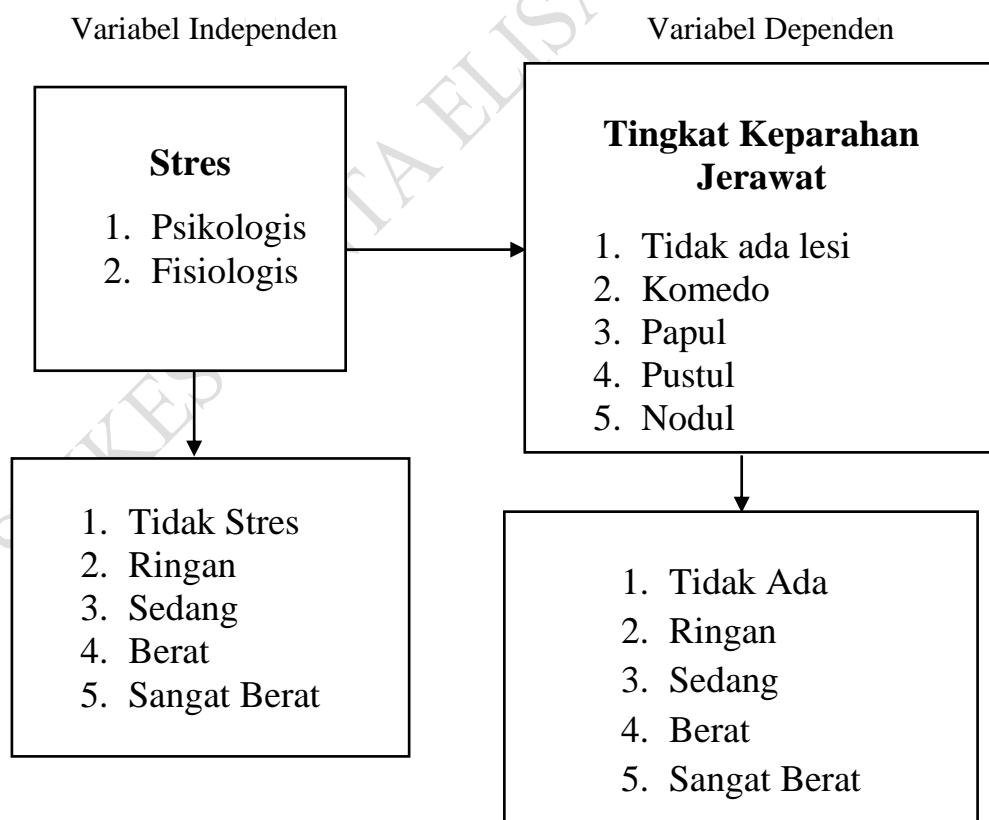 Variabel Independen
Variabel Dependen
Stres
1. Psikologis
2. Fisiologis
Tingkat Keparahan
Jerawat
1. Tidak ada lesi
2. Komedo
3. Papul
4. Pustul
5. Nodul
1. Tidak Stres
2. Ringan
3. Sedang
4. Berat
5. Sangat Berat
1. Tidak Ada
2. Ringan
3. Sedang
4. Berat
5. Sangat Berat